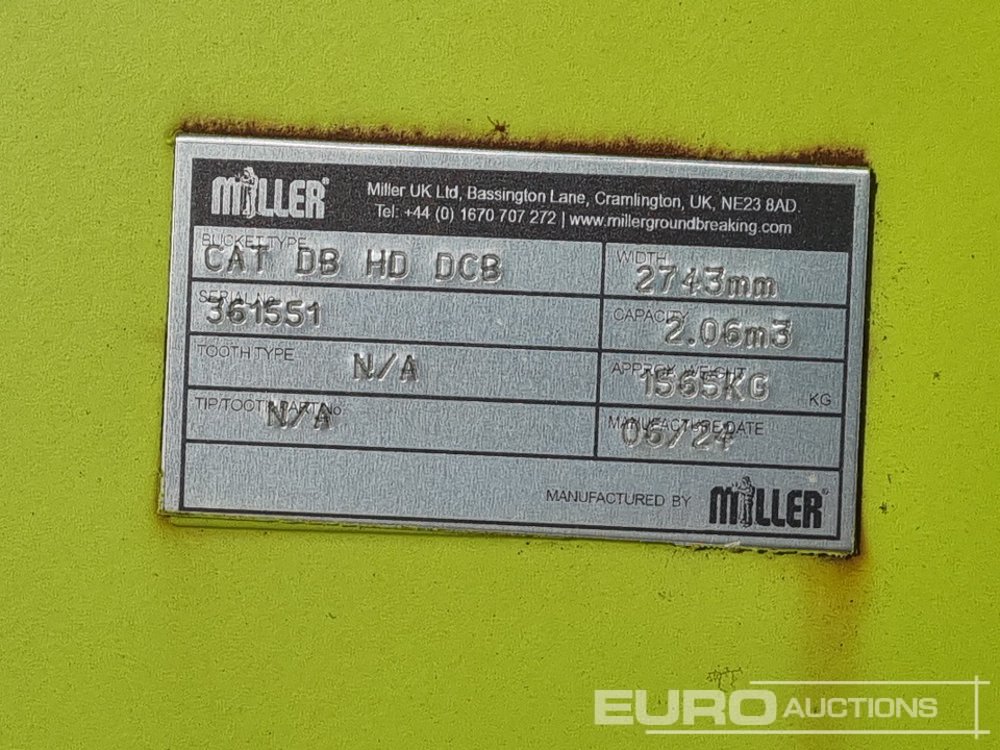 MILLER
Miller UK Ltd, Bassington Lane, Cramlington, UK, NE23 8AD.
Tel: +44 (0) 1670 707 272 | www.millergroundbreaking.com
BUCKET TYPE
CAT DB HD DCB
WIDTH
2743mm
SERIAL No
361551
CAPACITY
2.06m3
TOOTH TYPE N/A
APPROX WEIGHT
1565KG KG
TIP/TOOTH PART No
N/A
MANUFACTURE DATE
06/24
MANUFACTURED BY MILLER
EURO AUCTIONS